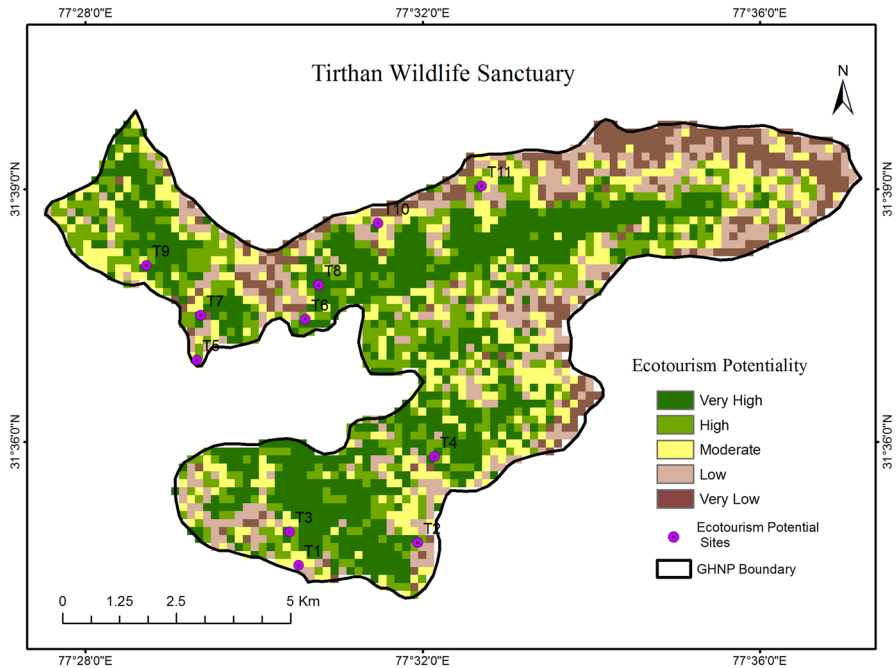 77°28'0"E 77°32'0"E 77°36'0"E
Tirthan Wildlife Sanctuary
N
31°39'0"N 31°39'0"N
T11
T10
T9
T8
T7
T6
T5
Ecotourism Potentiality
Very High
High
Moderate
Low
Very Low
Ecotourism Potential
Sites
GHNP Boundary
31°36'0"N 31°36'0"N
T4
T3
T2
T1
0 1.25 2.5 5 Km
77°28'0"E 77°32'0"E 77°36'0"E